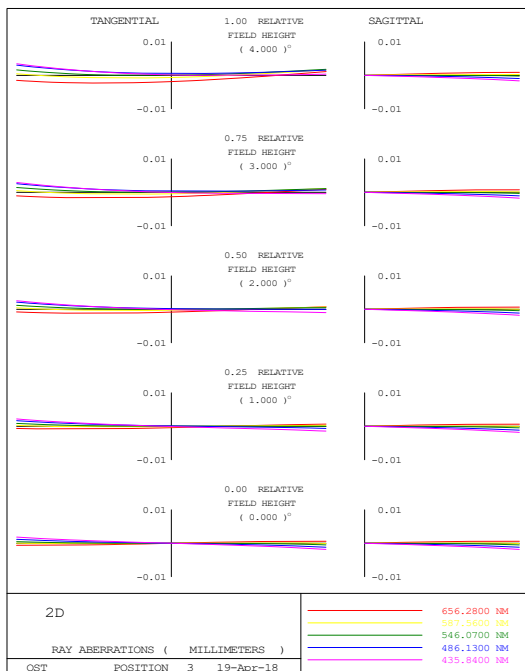 TANGENTIAL 1.00 RELATIVE SAGITTAL
FIELD HEIGHT
( 4.000 )°
0.01 0.01
-0.01 -0.01
0.75 RELATIVE
FIELD HEIGHT
( 3.000 )°
0.01 0.01
-0.01 -0.01
0.50 RELATIVE
FIELD HEIGHT
( 2.000 )°
0.01 0.01
-0.01 -0.01
0.25 RELATIVE
FIELD HEIGHT
( 1.000 )°
0.01 0.01
-0.01 -0.01
0.00 RELATIVE
FIELD HEIGHT
( 0.000 )°
0.01 0.01
-0.01 -0.01
2D
RAY ABERRATIONS ( MILLIMETERS )
OST POSITION 3 19-Apr-18
656.2800 NM
NM
546.0700 NM
486.1300 NM
435.8400 NM